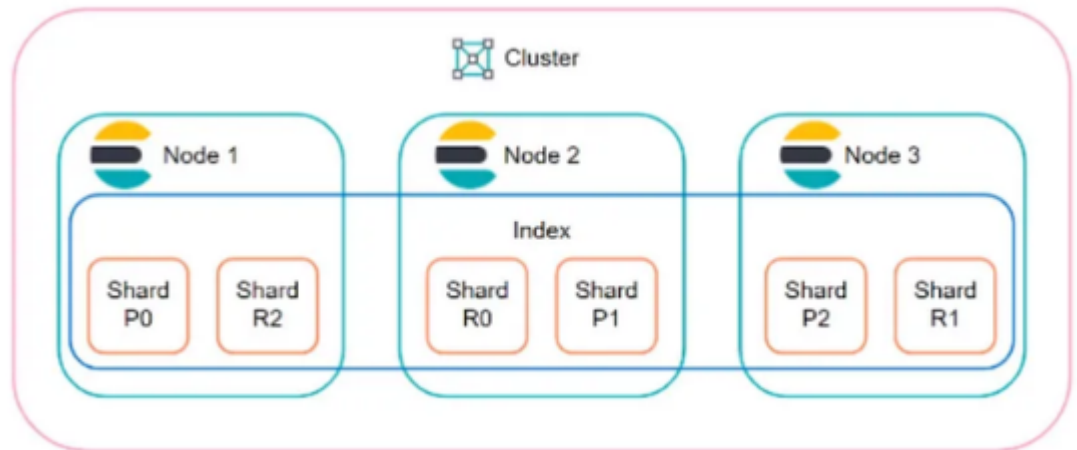 Cluster
Node 1
Node 2
Node 3
Index
Shard
P0
Shard
R2
Shard
R0
Shard
P1
Shard
P2
Shard
R1